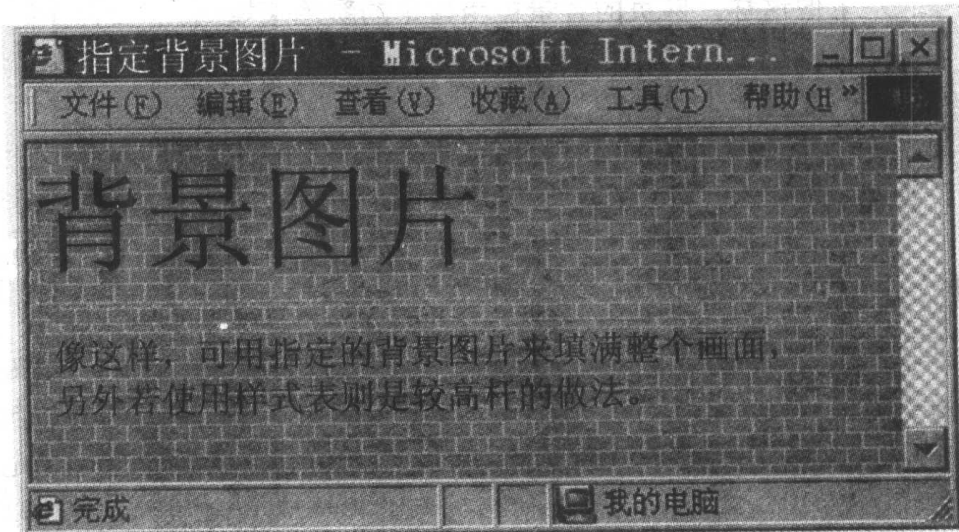 指定背景图片 - Microsoft Intern...
文件(F) 编辑(E) 查看(V) 收藏(A) 工具(T) 帮助(H »
背景图片
像这样，可用指定的背景图片来填满整个画面，
另外若使用样式表则是较高杆的做法。
完成 我的电脑